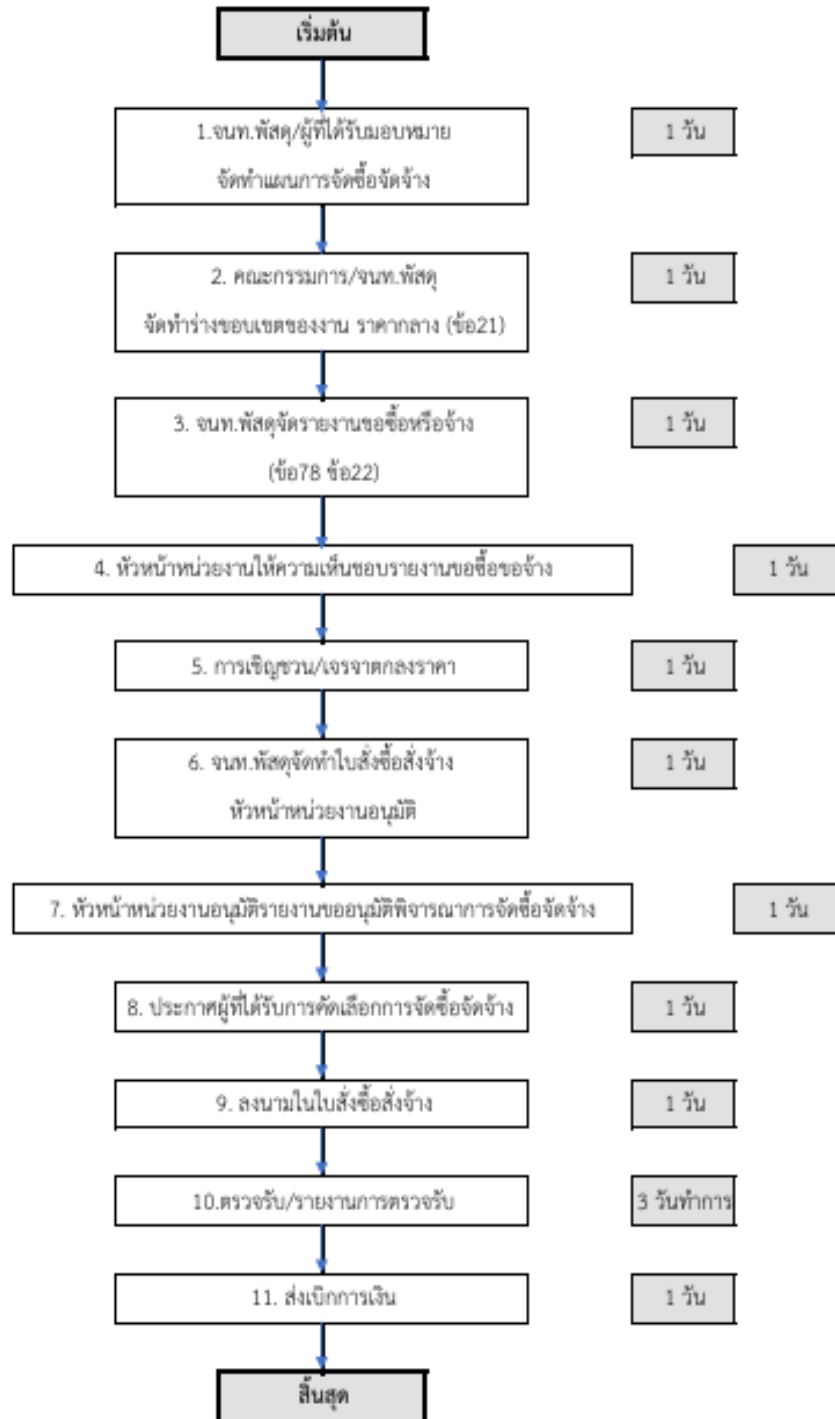 เริ่มต้น
1.จนท.พัสดุ/ผู้ที่ได้รับมอบหมาย
จัดทำแผนการจัดซื้อจัดจ้าง
1 วัน
2. คณะกรรมการ/จนท.พัสดุ
จัดทำร่างขอบเขตของงาน ราคากลาง (ข้อ21)
1 วัน
3. จนท.พัสดุจัดรายงานขอซื้อหรือจ้าง
(ข้อ78 ข้อ22)
1 วัน
4. หัวหน้าหน่วยงานให้ความเห็นชอบรายงานขอซื้อขอจ้าง
1 วัน
5. การเชิญชวน/เจรจาตกลงราคา
1 วัน
6. จนท.พัสดุจัดทำใบสั่งซื้อสั่งจ้าง
หัวหน้าหน่วยงานอนุมัติ
1 วัน
7. หัวหน้าหน่วยงานอนุมัติรายงานขออนุมัติพิจารณาการจัดซื้อจัดจ้าง
1 วัน
8. ประกาศผู้ที่ได้รับการคัดเลือกการจัดซื้อจัดจ้าง
1 วัน
9. ลงนามในใบสั่งซื้อสั่งจ้าง
1 วัน
10.ตรวจรับ/รายงานการตรวจรับ
3 วันทำการ
11. ส่งเบิกการเงิน
1 วัน
สิ้นสุด